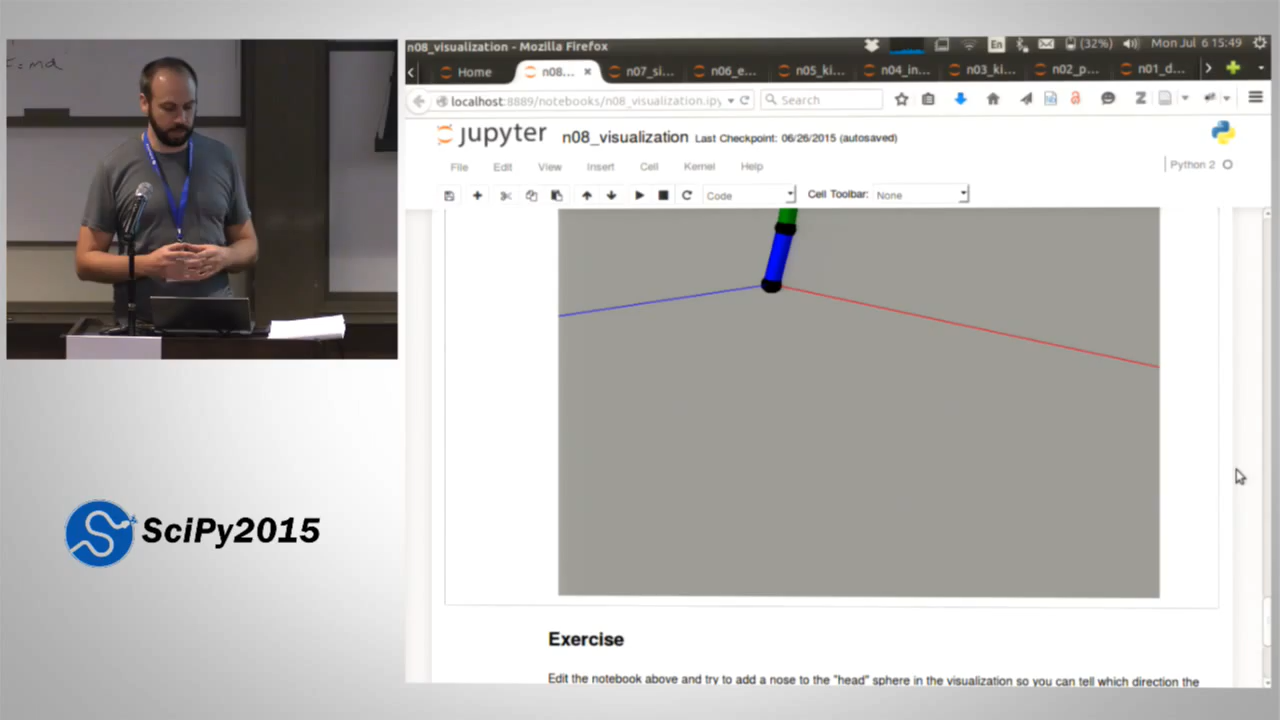 = md
n08_visualization - Mozilla Firefox
En
(32%)
Mon Jul 6 15:49
Home
n08...
n07_si...
n06_e...
n05_ki...
n04_in...
n03_ki...
n02_p...
n01_d...
localhost:8889/notebooks/n08_visualization.ipy
Search
jupyter n08_visualization Last Checkpoint: 06/26/2015 (autosaved)
File Edit View Insert Cell Kernel Help
Python 2
Code
Cell Toolbar: None
SciPy2015
Exercise
Edit the notebook above and try to add a nose to the "head" sphere in the visualization so you can tell which direction the